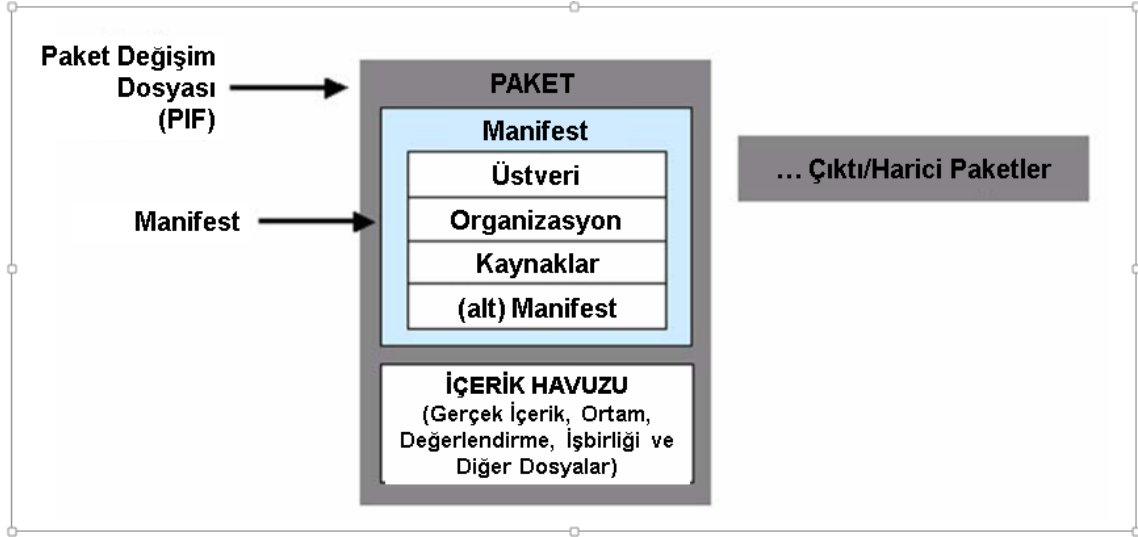 Paket Değişim
Dosyası
(PIF)
Manifest
PAKET
Manifest
Üstveri
Organizasyon
Kaynaklar
(alt) Manifest
İÇERİK HAVUZU
(Gerçek İçerik, Ortam,
Değerlendirme, İşbirliği ve
Diğer Dosyalar)
... Çıktı/Harici Paketler